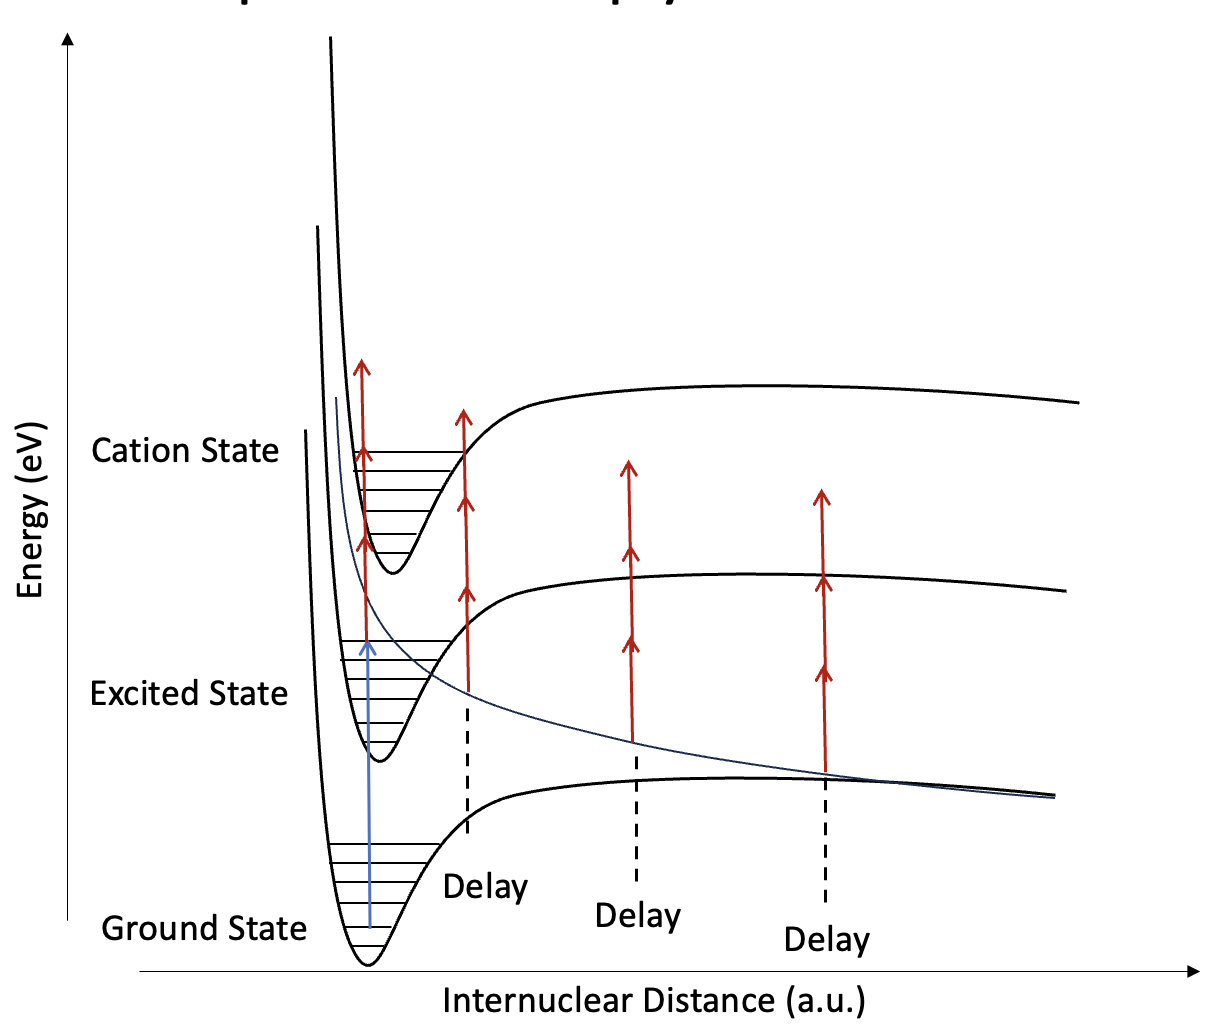 Energy (eV)
Cation State
Excited State
Ground State
Delay
Delay
Delay
Internuclear Distance (a.u.)